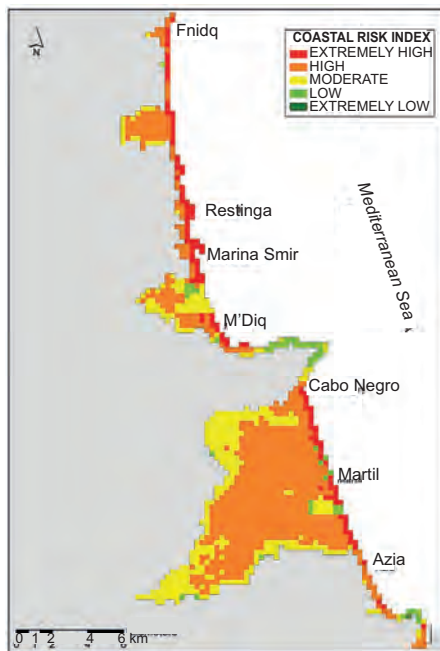 Fnidq
COASTAL RISK INDEX
EXTREMELY HIGH
HIGH
MODERATE
LOW
EXTREMELY LOW
N
Restinga
Mediterranean Sea
Marina Smir
M'Diq
Cabo Negro
Martil
Azia
0 1 2 4 6 km